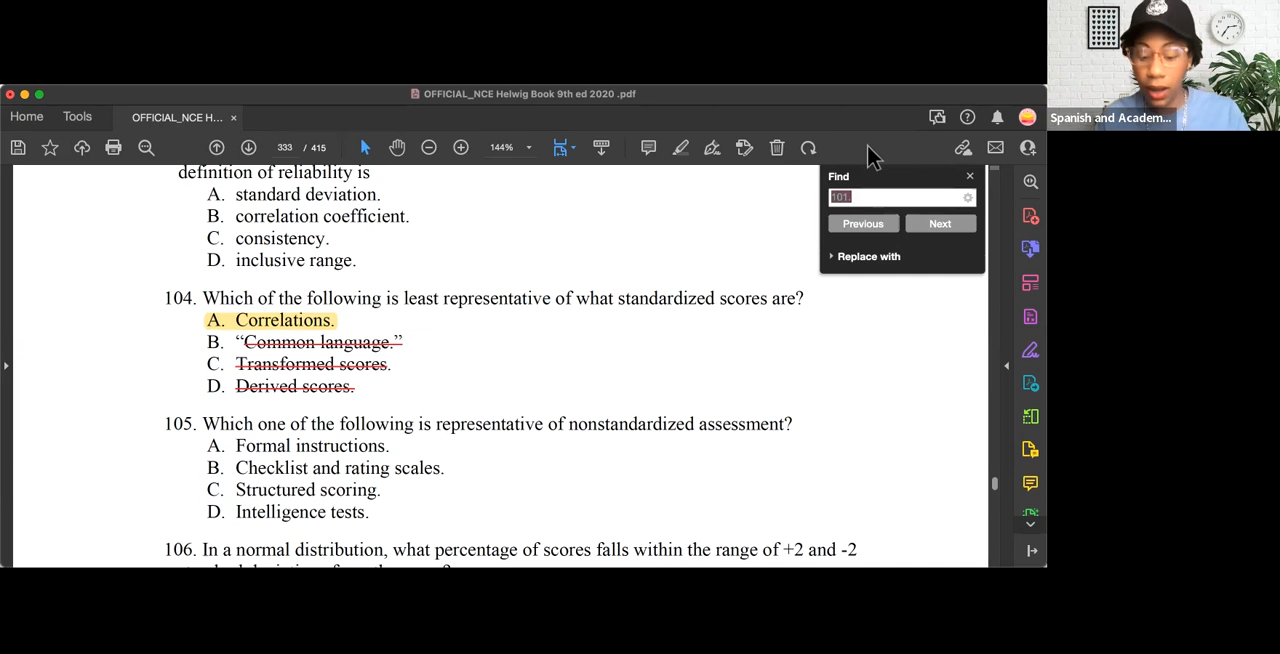 OFFICIAL_NCE Helwig Book 9th ed 2020 .pdf
Home Tools OFFICIAL_NCE H... ×
333 / 415 144%
Spanish and Academ...
Find ×
101.
Previous Next
Replace with
definition of reliability is
A. standard deviation.
B. correlation coefficient.
C. consistency.
D. inclusive range.
104. Which of the following is least representative of what standardized scores are?
A. Correlations.
B. “Common language.”
C. Transformed scores.
D. Derived scores.
105. Which one of the following is representative of nonstandardized assessment?
A. Formal instructions.
B. Checklist and rating scales.
C. Structured scoring.
D. Intelligence tests.
106. In a normal distribution, what percentage of scores falls within the range of +2 and -2